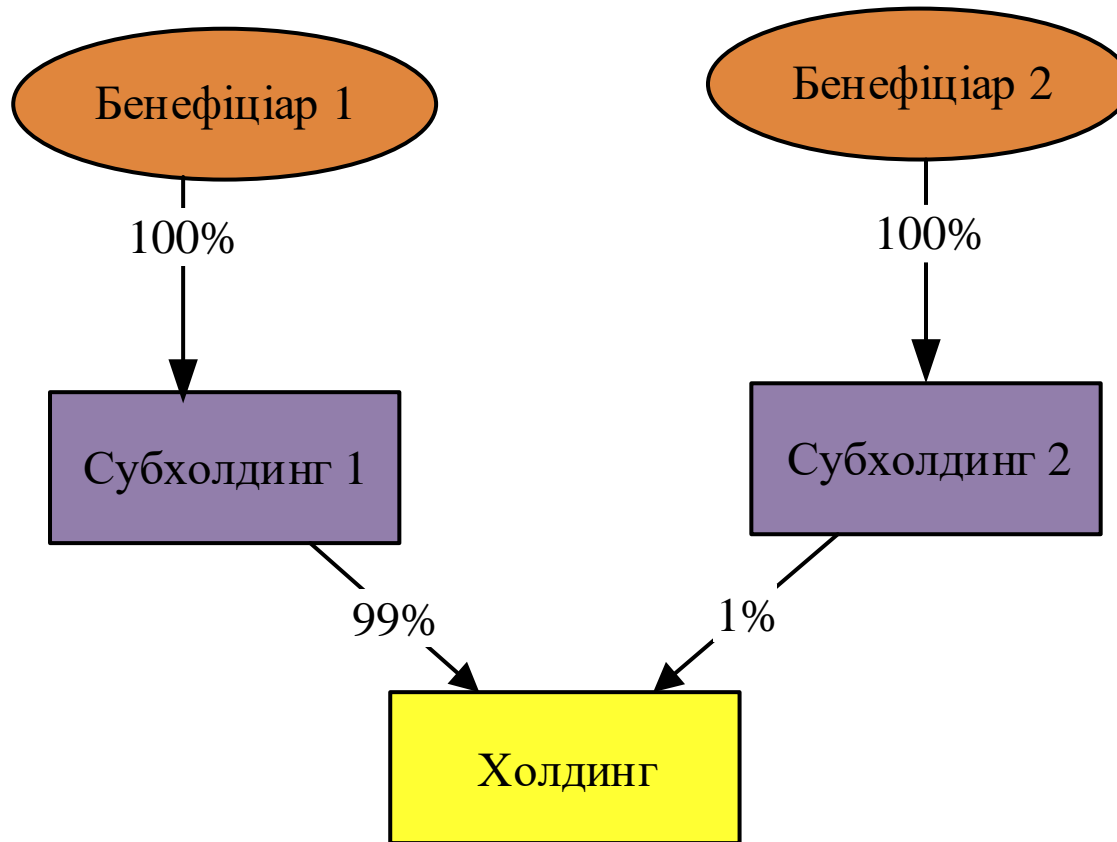 Бенефіціар 1
Бенефіціар 2
100%
100%
Субхолдинг 1
Субхолдинг 2
99%
1%
Холдинг